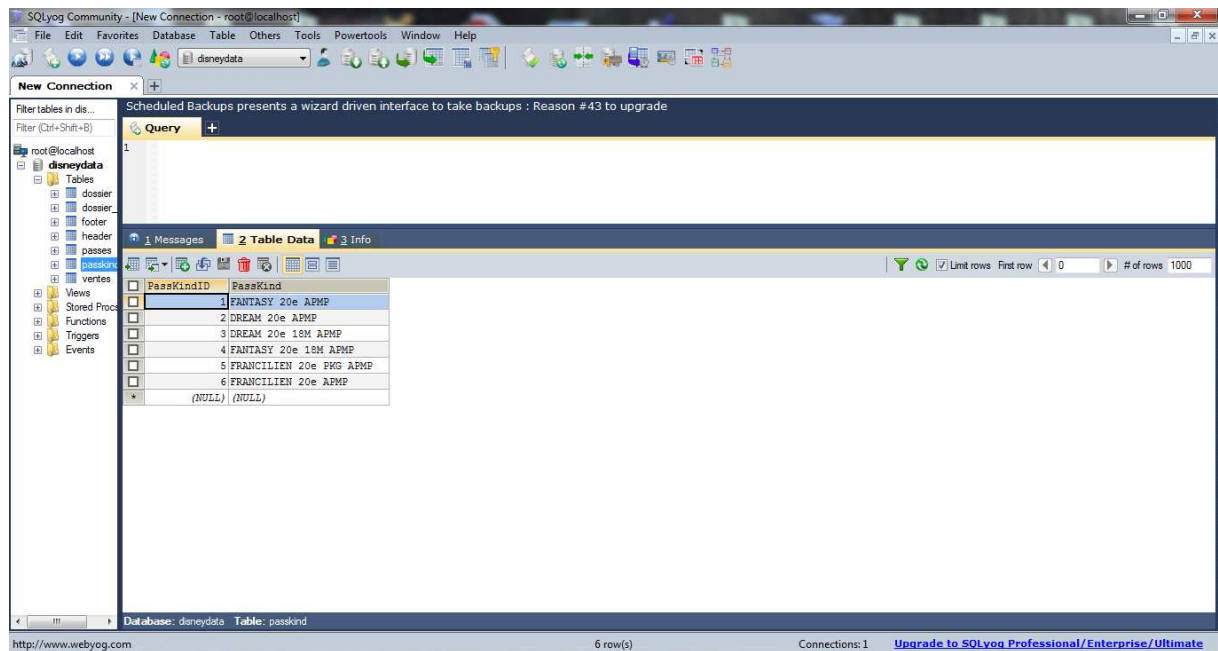 SQLyog Community - [New Connection - root@localhost]
File Edit Favorites Database Table Others Tools Powertools Window Help
disneydata
New Connection
Filter tables in dis...
Filter (Ctrl+Shift+B)
root@localhost
disneydata
Tables
dossier
dossier_
footer
header
passes
passkind
ventes
Views
Stored Procs
Functions
Triggers
Events
Scheduled Backups presents a wizard driven interface to take backups : Reason #43 to upgrade
Query
1
1 Messages 2 Table Data 3 Info
Limit rows First row 0 # of rows 1000
PassKindID PassKind
1 FANTASY 20e APMP
2 DREAM 20e APMP
3 DREAM 20e 18M APMP
4 FANTASY 20e 18M APMP
5 FRANCILIEN 20e PKG APMP
6 FRANCILIEN 20e APMP
* (NULL) (NULL)
Database: disneydata Table: passkind
http://www.webyog.com 6 row(s) Connections: 1 Upgrade to SQLyog Professional/Enterprise/Ultimate